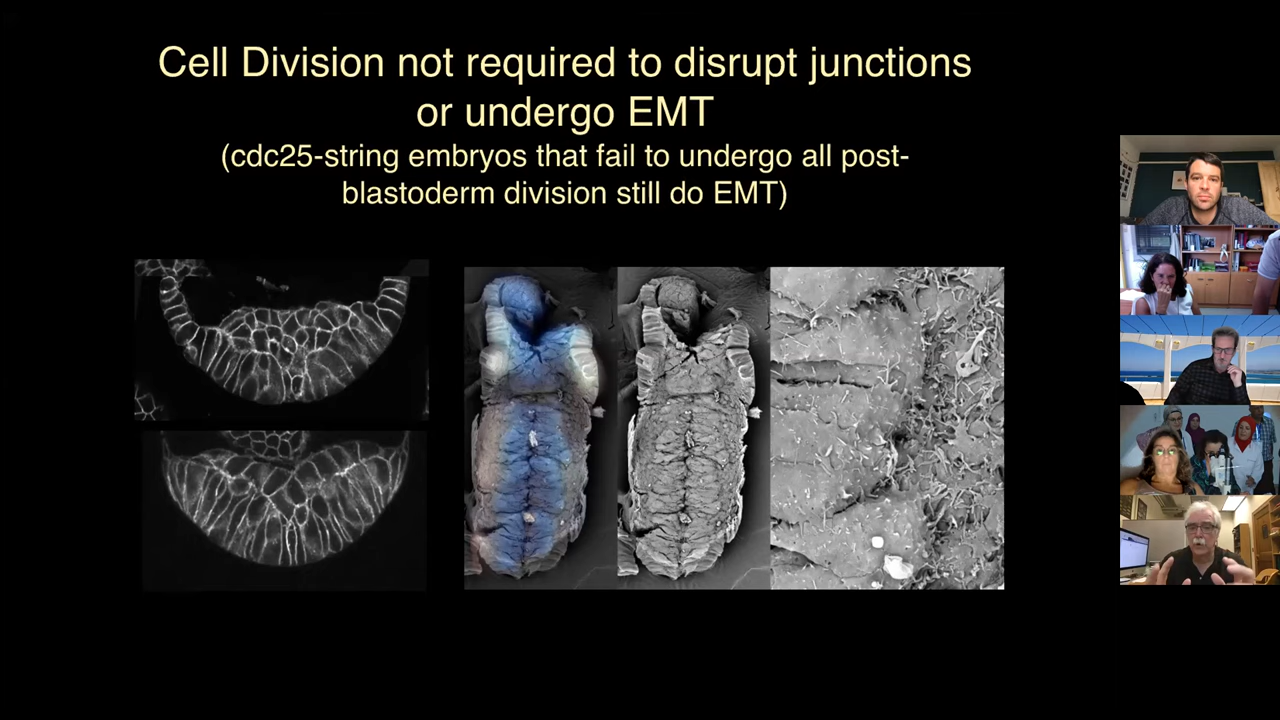 Cell Division not required to disrupt junctions
or undergo EMT
(cdc25-string embryos that fail to undergo all post-
blastoderm division still do EMT)